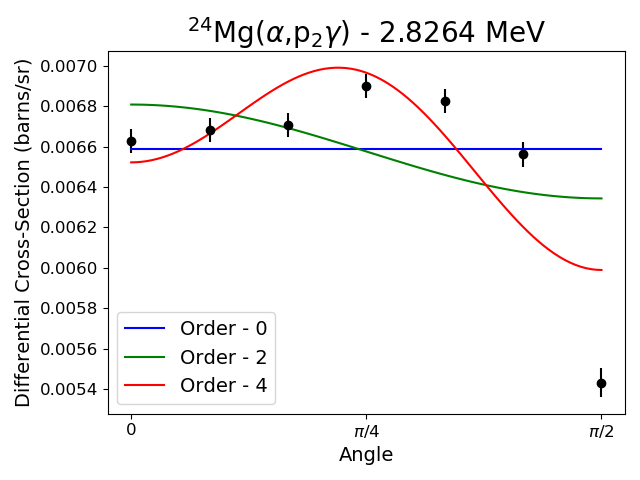 ²⁴Mg(α,p₂γ) - 2.8264 MeV
Differential Cross-Section (barns/sr)
0.0070
0.0068
0.0066
0.0064
0.0062
0.0060
0.0058
0.0056
0.0054
Order - 0
Order - 2
Order - 4
0 π/4 π/2
Angle